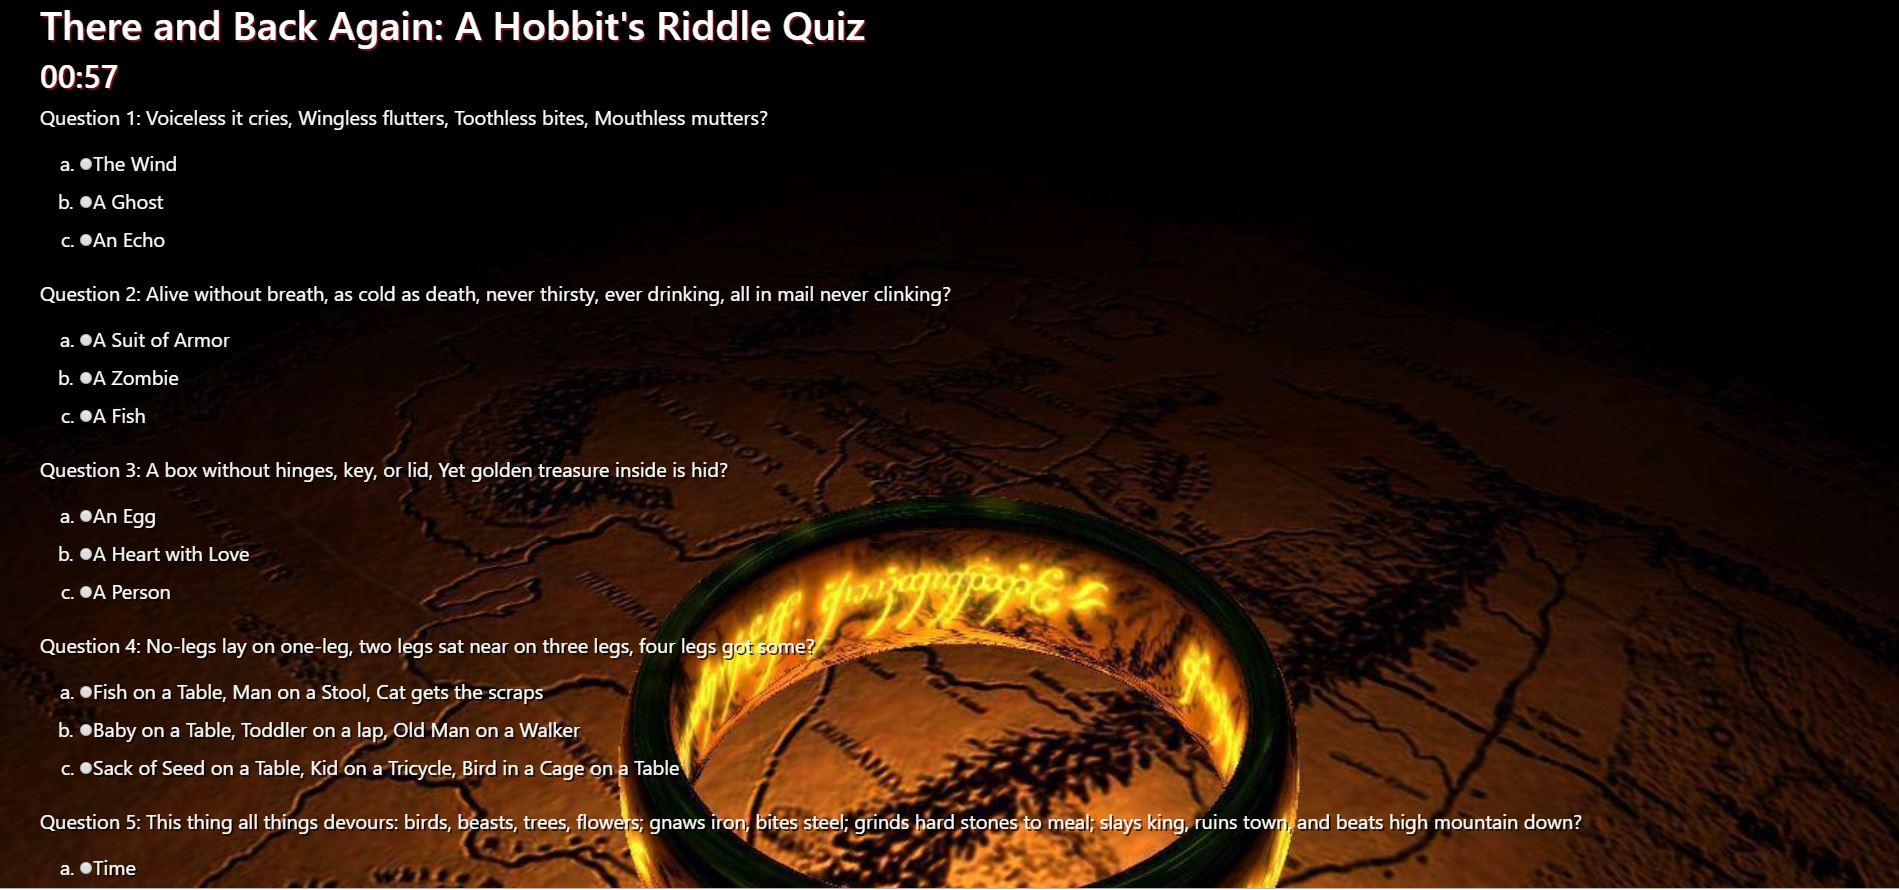 There and Back Again: A Hobbit's Riddle Quiz
00:57
Question 1: Voiceless it cries, Wingless flutters, Toothless bites, Mouthless mutters?
a. The Wind
b. A Ghost
c. An Echo
Question 2: Alive without breath, as cold as death, never thirsty, ever drinking, all in mail never clinking?
a. A Suit of Armor
b. A Zombie
c. A Fish
Question 3: A box without hinges, key, or lid, Yet golden treasure inside is hid?
a. An Egg
b. A Heart with Love
c. A Person
Question 4: No-legs lay on one-leg, two legs sat near on three legs, four legs got some?
a. Fish on a Table, Man on a Stool, Cat gets the scraps
b. Baby on a Table, Toddler on a lap, Old Man on a Walker
c. Sack of Seed on a Table, Kid on a Tricycle, Bird in a Cage on a Table
Question 5: This thing all things devours: birds, beasts, trees, flowers; gnaws iron, bites steel; grinds hard stones to meal; slays king, ruins town, and beats high mountain down?
a. Time